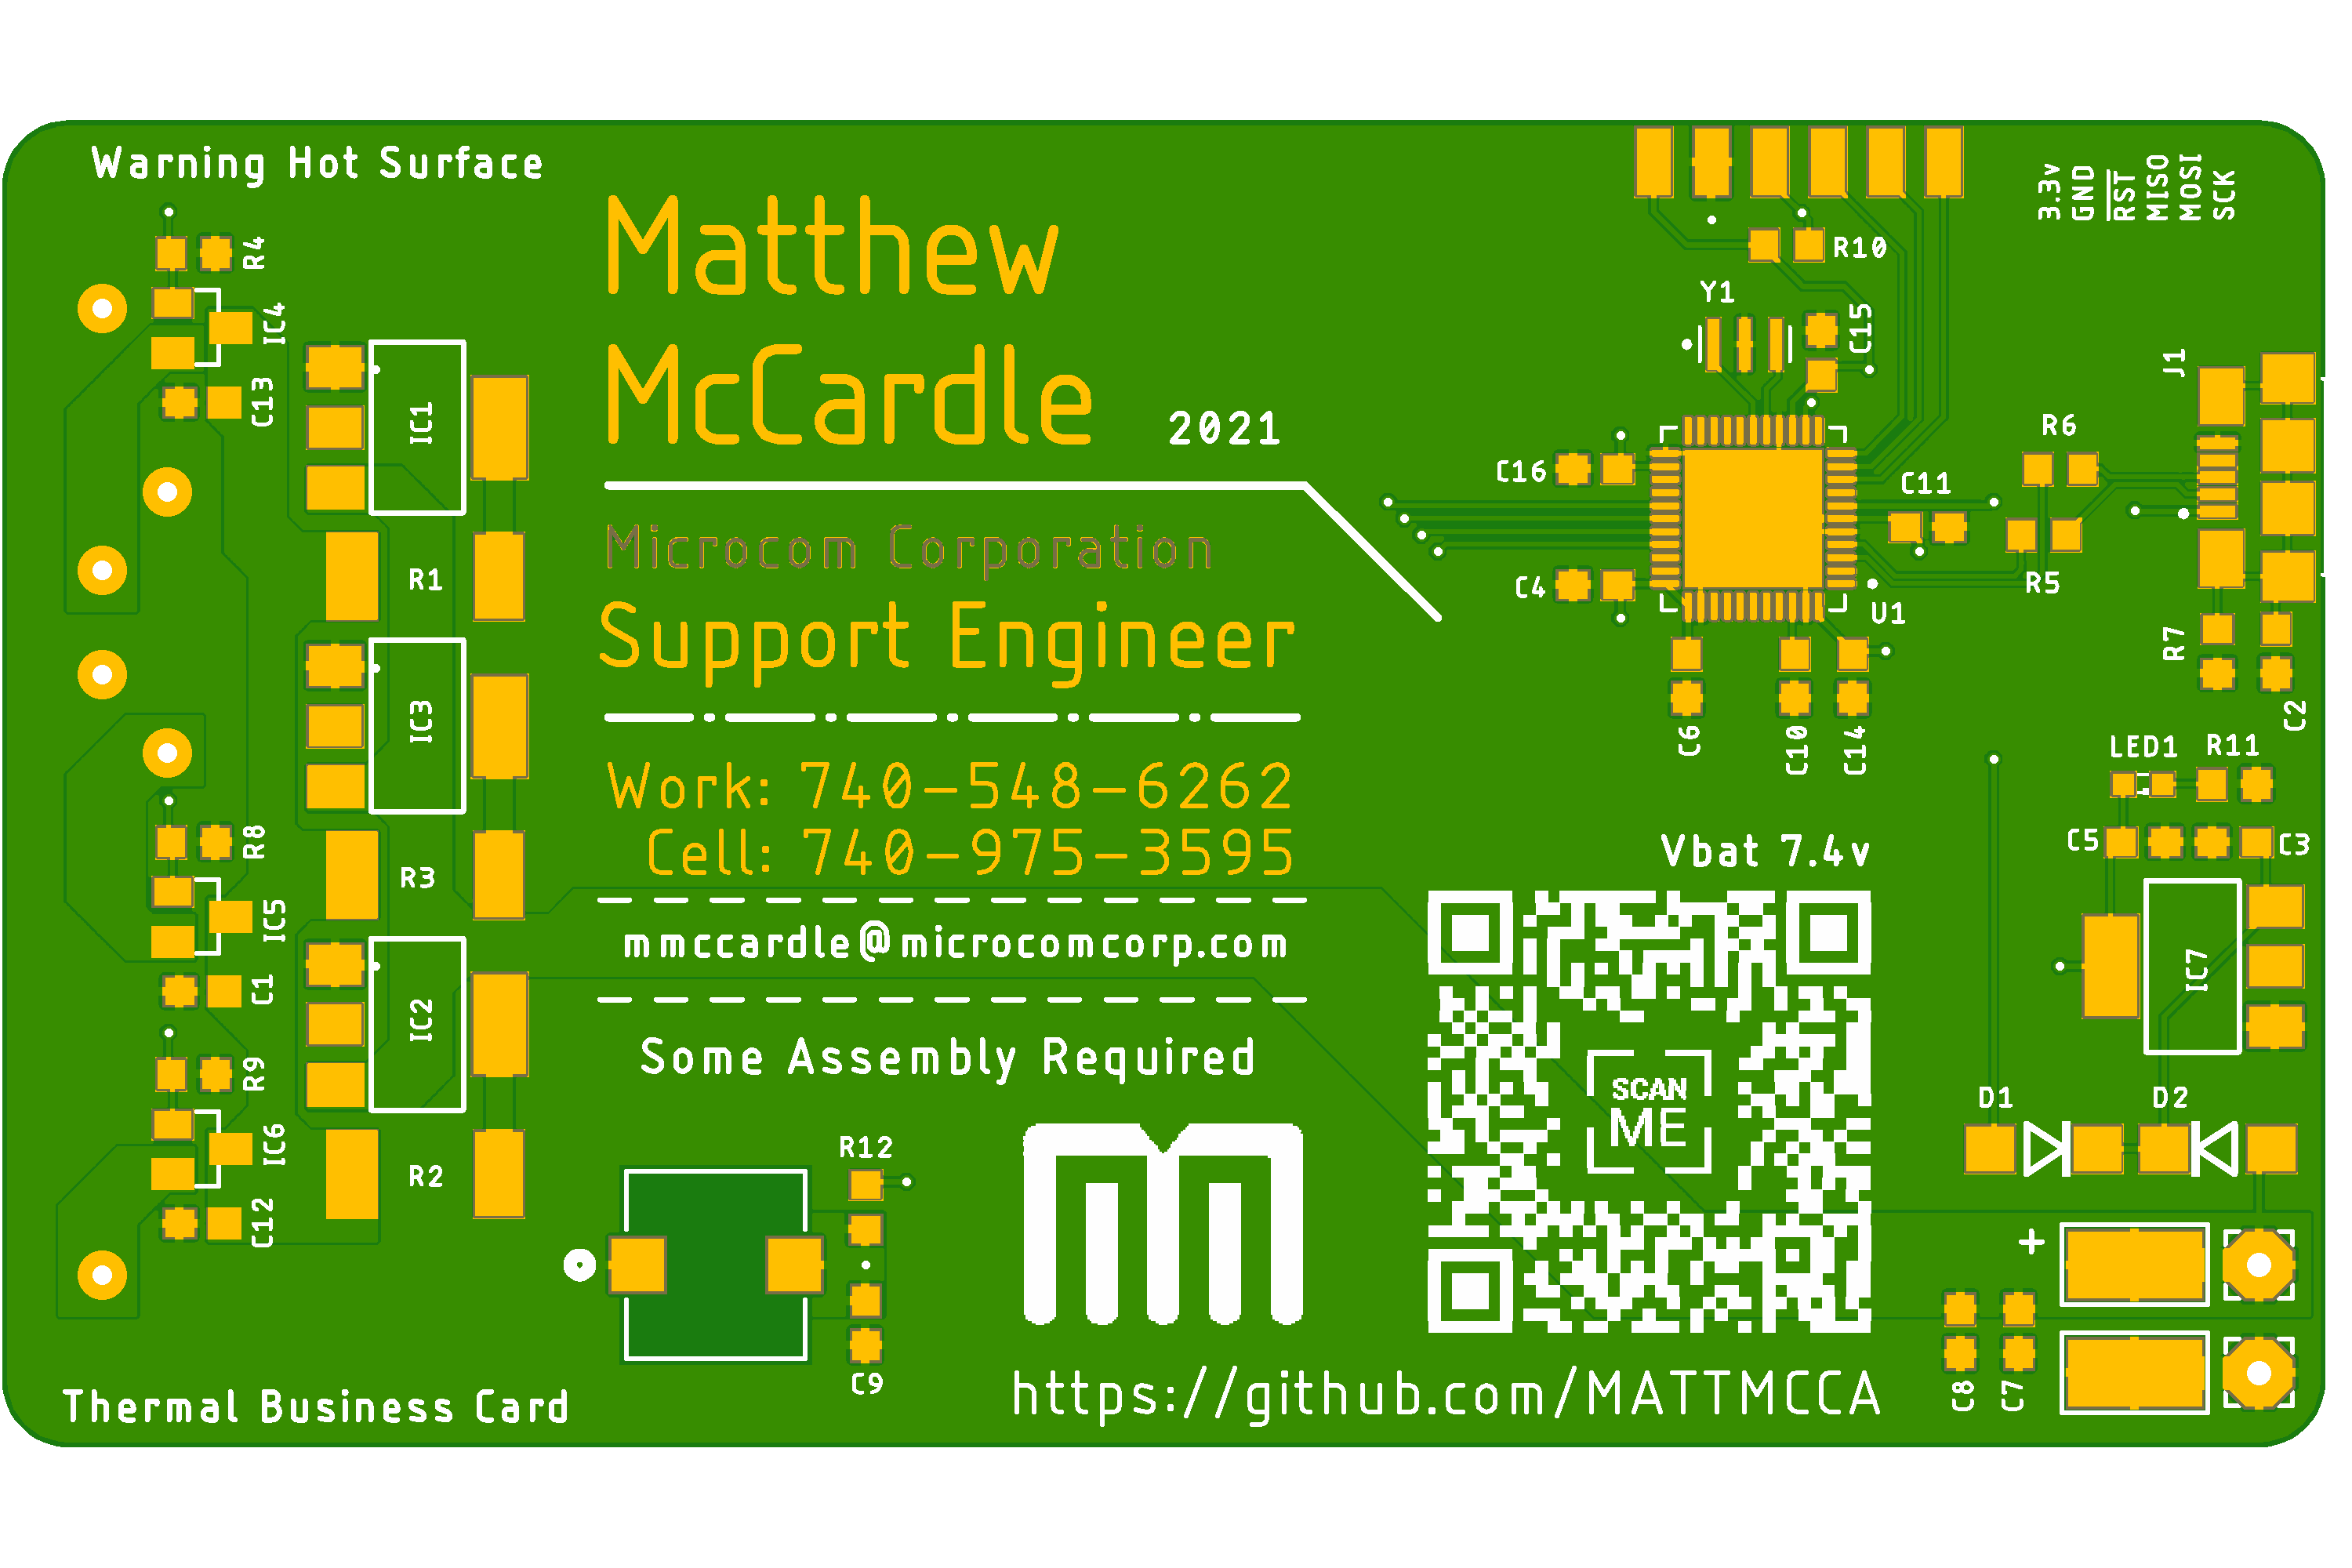 Warning Hot Surface
Matthew
McCardle
2021
Microcom Corporation
Support Engineer
Work: 740-548-6262
Cell: 740-975-3595
mmccardle@microcomcorp.com
Some Assembly Required
Thermal Business Card
https://github.com/MATTMCCA
Vbat 7.4v
SCAN
ME
3.3v
GND
RST
MISO
MOSI
SCK
R4
IC4
C13
IC1
R1
IC3
R8
R3
IC5
C1
IC2
R9
IC6
R2
C12
R12
C9
R10
Y1
C15
C16
C11
C4
U1
C6
C10
C14
R6
R5
J1
R7
C2
LED1
R11
C5
C3
IC7
D1
D2
+
C8
C7